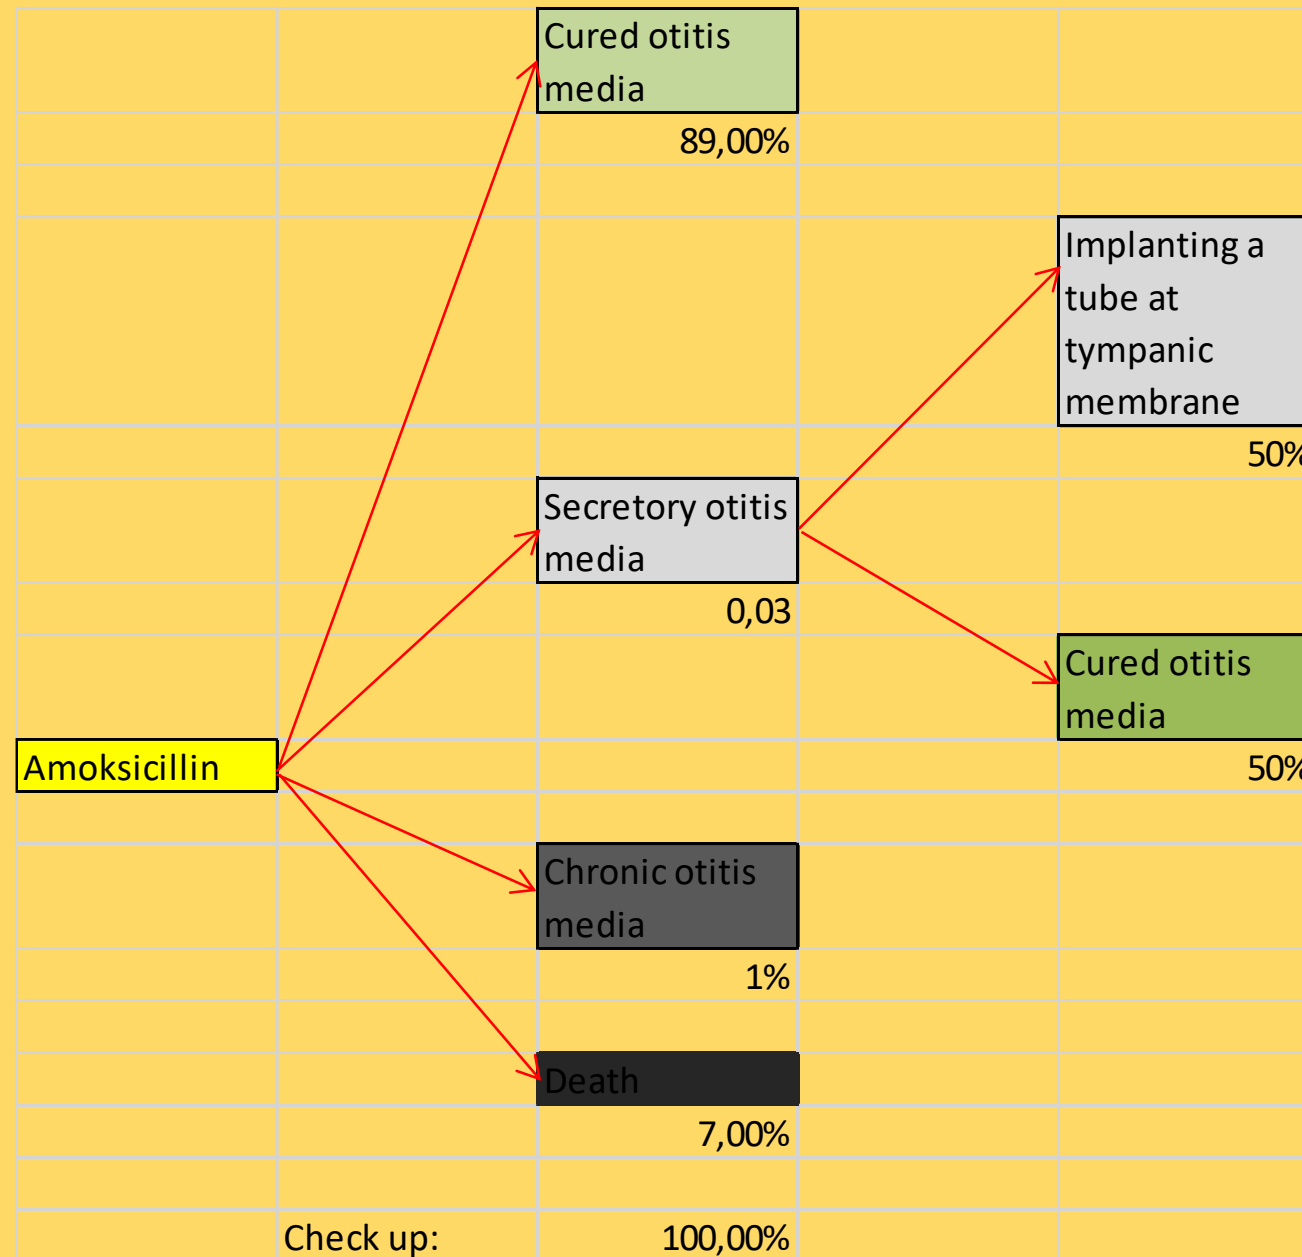 Cured otitis
media
89,00%
Implanting a
tube at
tympanic
membrane
50%
Secretory otitis
media
0,03
Cured otitis
media
50%
Amoksicillin
Chronic otitis
media
1%
Death
7,00%
Check up: 100,00%